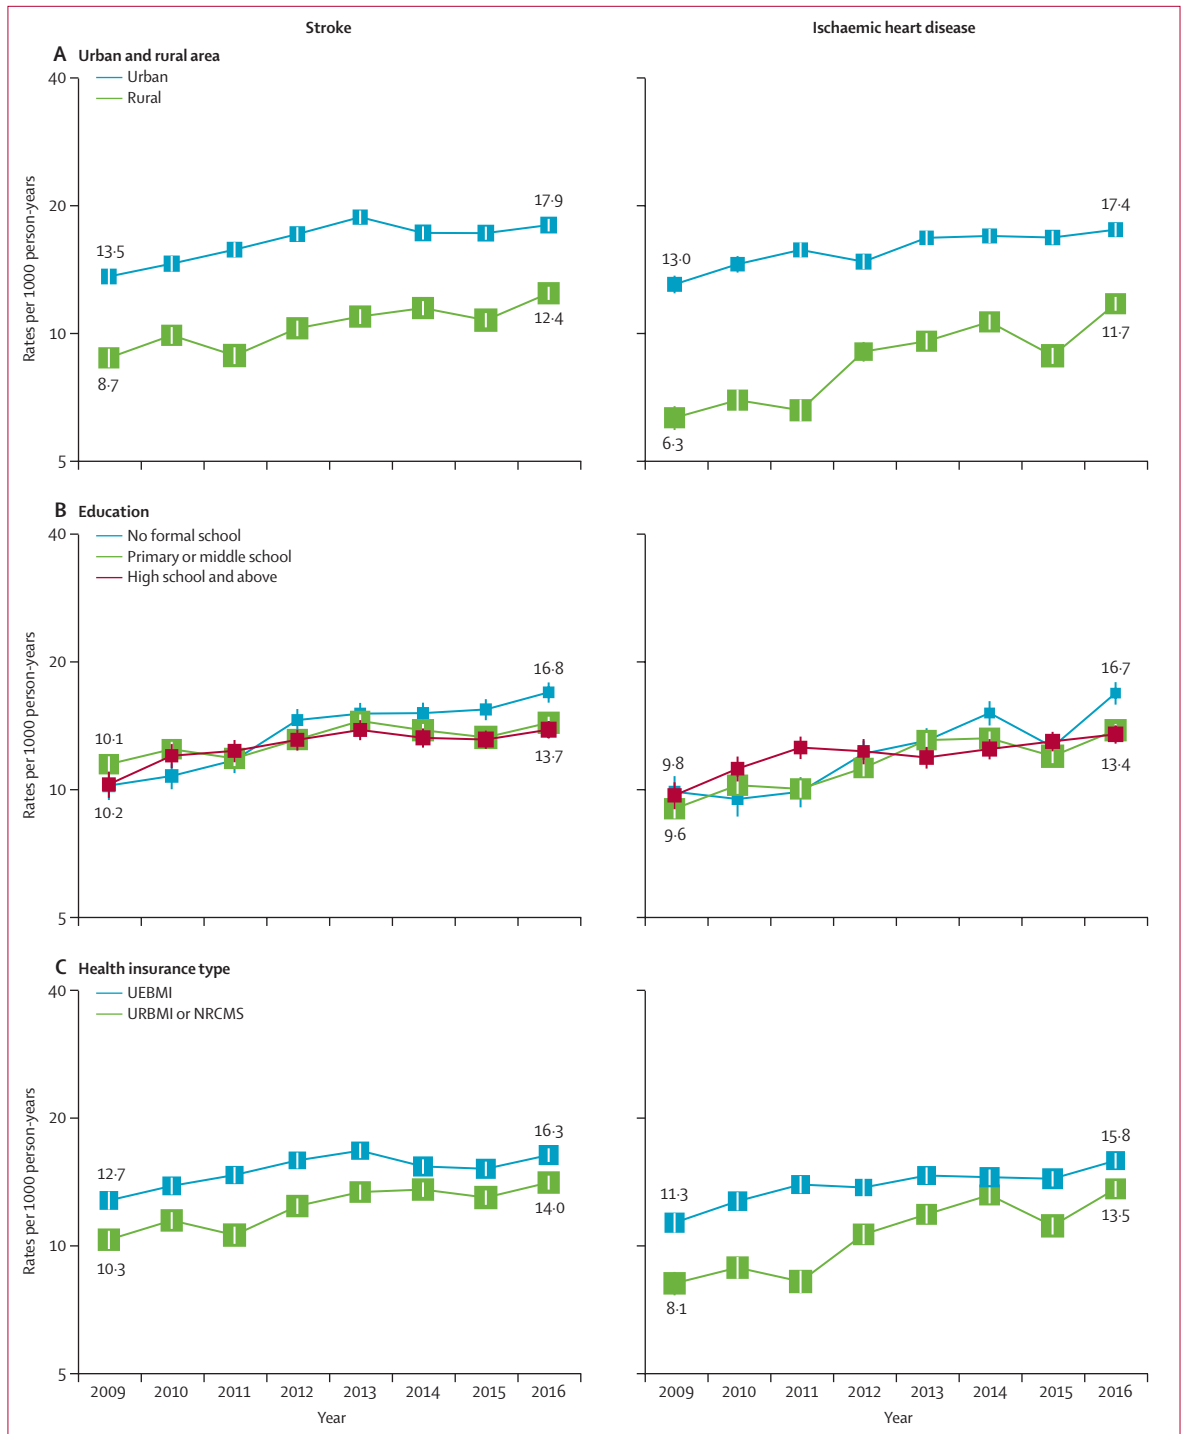 Stroke
Ischaemic heart disease
A Urban and rural area
Urban
Rural
Rates per 1000 person-years
40
20
10
5
13·5
17·9
8·7
12·4
13·0
17·4
6·3
11·7
B Education
No formal school
Primary or middle school
High school and above
Rates per 1000 person-years
40
20
10
5
10·1
16·8
10·2
13·7
9·8
16·7
9·6
13·4
C Health insurance type
UEBMI
URBMI or NRCMS
Rates per 1000 person-years
40
20
10
5
12·7
16·3
10·3
14·0
11·3
15·8
8·1
13·5
2009 2010 2011 2012 2013 2014 2015 2016
Year
2009 2010 2011 2012 2013 2014 2015 2016
Year